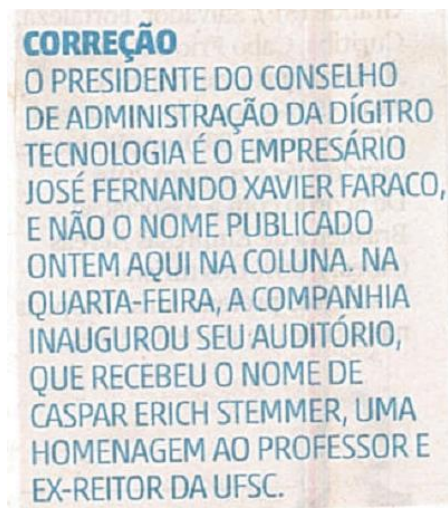 CORREÇÃO
O PRESIDENTE DO CONSELHO
DE ADMINISTRAÇÃO DA DÍGITRO
TECNOLOGIA É O EMPRESÁRIO
JOSÉ FERNANDO XAVIER FARACO,
E NÃO O NOME PUBLICADO
ONTEM AQUI NA COLUNA. NA
QUARTA-FEIRA, A COMPANHIA
INAUGUROU SEU AUDITÓRIO,
QUE RECEBEU O NOME DE
CASPAR ERICH STEMMER, UMA
HOMENAGEM AO PROFESSOR E
EX-REITOR DA UFSC.